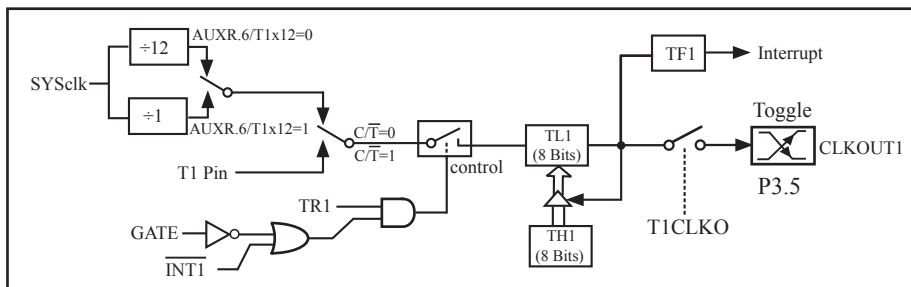 AUXR.6/T1x12=0
÷12
SYSclk
÷1
AUXR.6/T1x12=1
T1 Pin
C/T̅=0
C/T̅=1
control
TR1
GATE
I̅N̅T̅1̅
TL1
(8 Bits)
TH1
(8 Bits)
TF1
Interrupt
Toggle
CLKOUT1
P3.5
T1CLKO